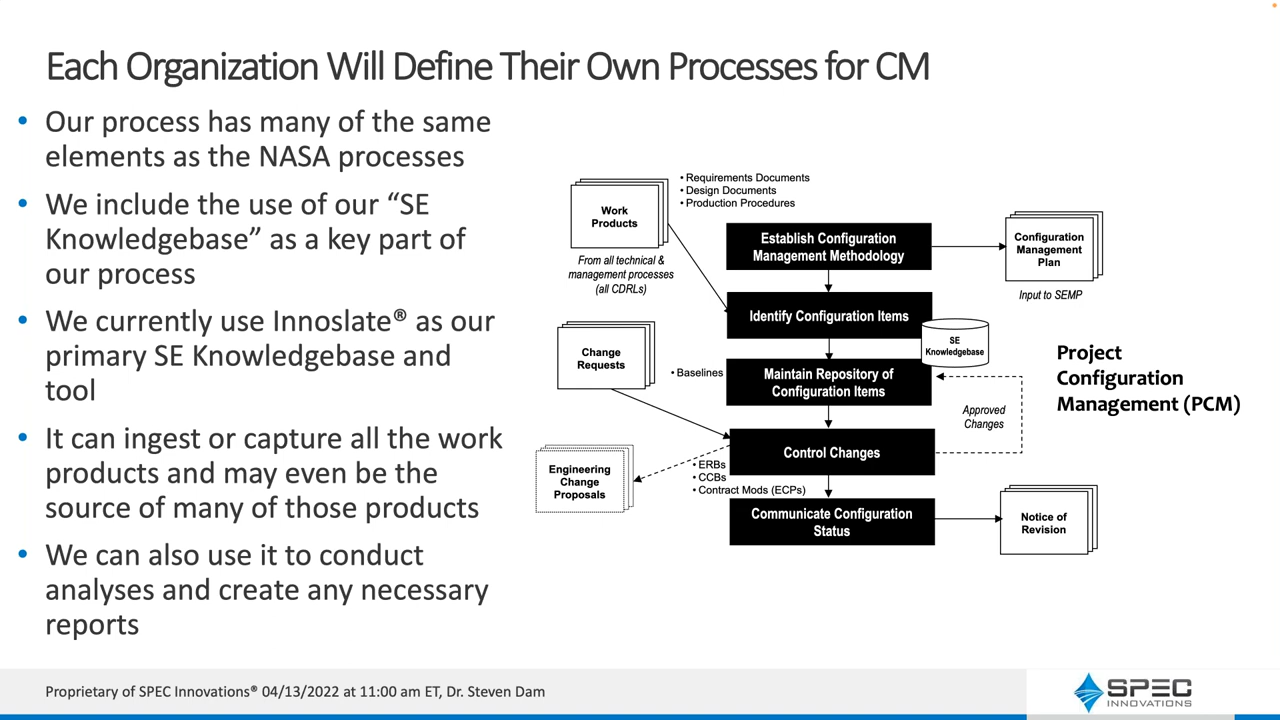 Each Organization Will Define Their Own Processes for CM
• Our process has many of the same
elements as the NASA processes
• We include the use of our “SE
Knowledgebase” as a key part of
our process
• We currently use Innoslate® as our
primary SE Knowledgebase and
tool
• It can ingest or capture all the work
products and may even be the
source of many of those products
• We can also use it to conduct
analyses and create any necessary
reports
Work
Products
• Requirements Documents
• Design Documents
• Production Procedures
From all technical &
management processes
(all CDRLs)
Establish Configuration
Management Methodology
Configuration
Management
Plan
Input to SEMP
Identify Configuration Items
SE
Knowledgebase
Change
Requests
• Baselines
Maintain Repository of
Configuration Items
Project
Configuration
Management (PCM)
Approved
Changes
Control Changes
Engineering
Change
Proposals
• ERBs
• CCBs
• Contract Mods (ECPs)
Communicate Configuration
Status
Notice of
Revision
Proprietary of SPEC Innovations® 04/13/2022 at 11:00 am ET, Dr. Steven Dam
SPEC
INNOVATIONS